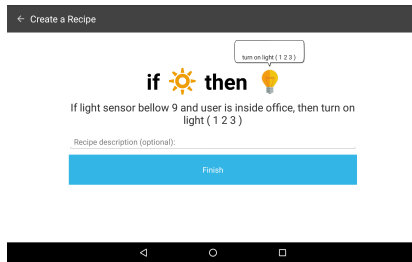 Create a Recipe
turn on light ( 1 2 3 )
if then
If light sensor bellow 9 and user is inside office, then turn on
light ( 1 2 3 )
Recipe description (optional):
Finish